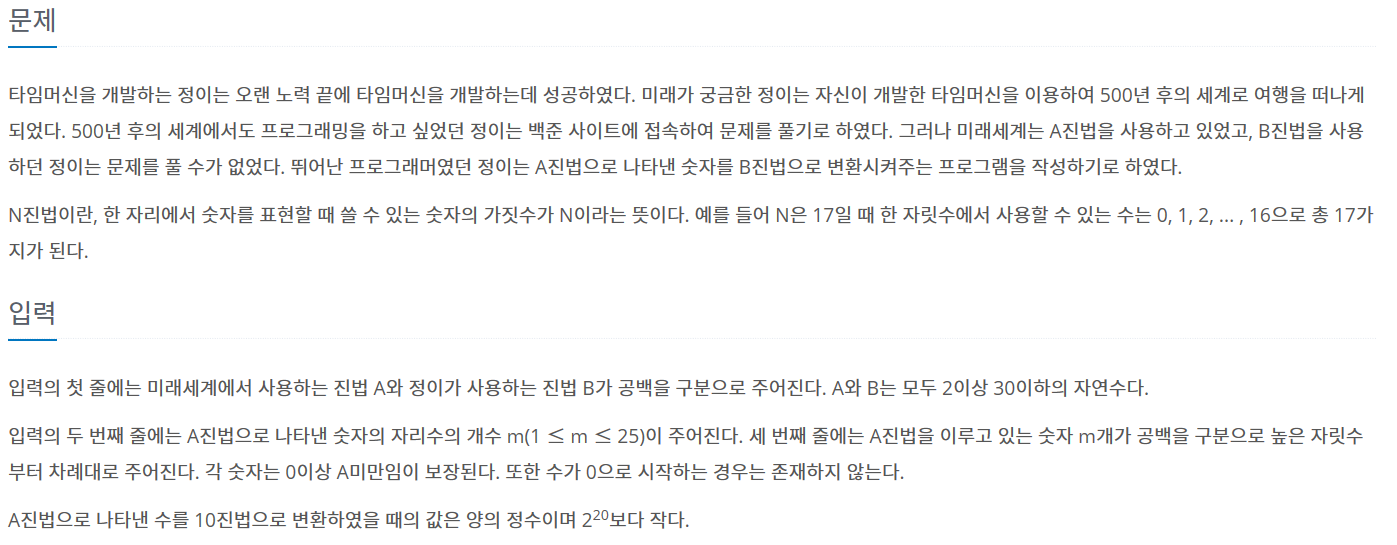 문제
타임머신을 개발하는 정이는 오랜 노력 끝에 타임머신을 개발하는데 성공하였다. 미래가 궁금한 정이는 자신이 개발한 타임머신을 이용하여 500년 후의 세계로 여행을 떠나게
되었다. 500년 후의 세계에서도 프로그래밍을 하고 싶었던 정이는 백준 사이트에 접속하여 문제를 풀기로 하였다. 그러나 미래세계는 A진법을 사용하고 있었고, B진법을 사용
하던 정이는 문제를 풀 수가 없었다. 뛰어난 프로그래머였던 정이는 A진법으로 나타낸 숫자를 B진법으로 변환시켜주는 프로그램을 작성하기로 하였다.
N진법이란, 한 자리에서 숫자를 표현할 때 쓸 수 있는 숫자의 가짓수가 N이라는 뜻이다. 예를 들어 N은 17일 때 한 자릿수에서 사용할 수 있는 수는 0, 1, 2, ... , 16으로 총 17가
지가 된다.
입력
입력의 첫 줄에는 미래세계에서 사용하는 진법 A와 정이가 사용하는 진법 B가 공백을 구분으로 주어진다. A와 B는 모두 2이상 30이하의 자연수다.
입력의 두 번째 줄에는 A진법으로 나타낸 숫자의 자리수의 개수 m(1 ≤ m ≤ 25)이 주어진다. 세 번째 줄에는 A진법을 이루고 있는 숫자 m개가 공백을 구분으로 높은 자릿수
부터 차례대로 주어진다. 각 숫자는 0이상 A미만임이 보장된다. 또한 수가 0으로 시작하는 경우는 존재하지 않는다.
A진법으로 나타낸 수를 10진법으로 변환하였을 때의 값은 양의 정수이며 2²⁰보다 작다.